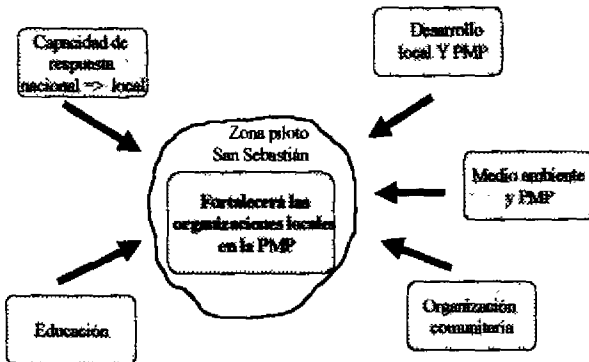 Capacidad de
respuesta
nacional => local
Desarrollo
local Y PMP
Zona piloto
San Sebastián
Fortalecerá las
organizaciones locales
en la PMP
Medio ambiente
y PMP
Educación
Organización
comunitaria